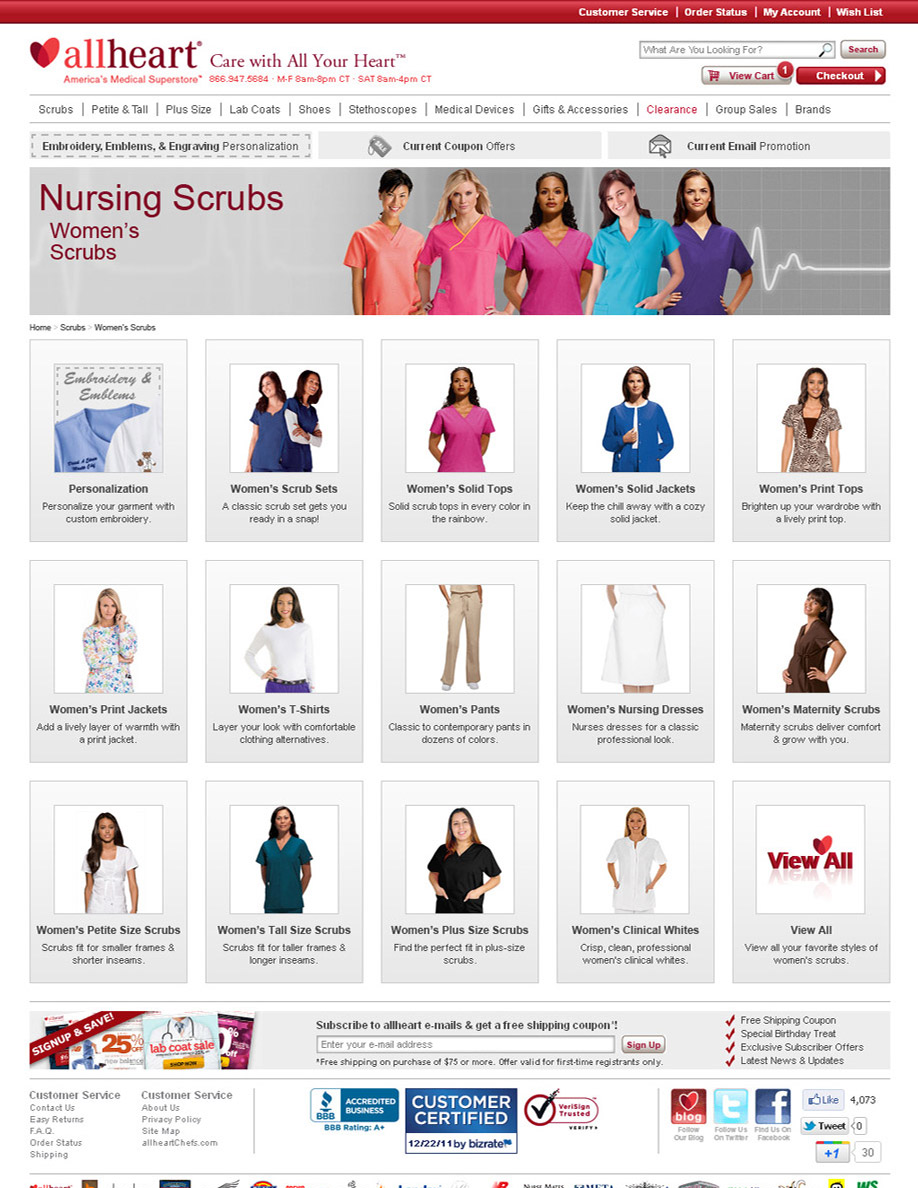 Customer Service | Order Status | My Account | Wish List
allheart® Care with All Your Heart™
America's Medical Superstore™ 866.947.5684 · M-F 8am-8pm CT · SAT 8am-4pm CT
What Are You Looking For? Search
View Cart 1 Checkout
Scrubs | Petite & Tall | Plus Size | Lab Coats | Shoes | Stethoscopes | Medical Devices | Gifts & Accessories | Clearance | Group Sales | Brands
Embroidery, Emblems, & Engraving Personalization
SALE Current Coupon Offers
Current Email Promotion
Nursing Scrubs
Women's
Scrubs
Home > Scrubs > Women's Scrubs
Embroidery &
Emblems
Personalization
Personalize your garment with
custom embroidery.
Women's Scrub Sets
A classic scrub set gets you
ready in a snap!
Women's Solid Tops
Solid scrub tops in every color in
the rainbow.
Women's Solid Jackets
Keep the chill away with a cozy
solid jacket.
Women's Print Tops
Brighten up your wardrobe with
a lively print top.
Women's Print Jackets
Add a lively layer of warmth with
a print jacket.
Women's T-Shirts
Layer your look with comfortable
clothing alternatives.
Women's Pants
Classic to contemporary pants in
dozens of colors.
Women's Nursing Dresses
Nurses dresses for a classic
professional look.
Women's Maternity Scrubs
Maternity scrubs deliver comfort
& grow with you.
Women's Petite Size Scrubs
Scrubs fit for smaller frames &
shorter inseams.
Women's Tall Size Scrubs
Scrubs fit for taller frames &
longer inseams.
Women's Plus Size Scrubs
Find the perfect fit in plus-size
scrubs.
Women's Clinical Whites
Crisp, clean, professional
women's clinical whites.
View All
View All
View all your favorite styles of
women's scrubs.
SIGNUP & SAVE!
25%
new balance
lab coat sale
SHOP NOW
Subscribe to allheart e-mails & get a free shipping coupon*!
Enter your e-mail address Sign Up
*Free shipping on purchase of $75 or more. Offer valid for first-time registrants only.
Free Shipping Coupon
Special Birthday Treat
Exclusive Subscriber Offers
Latest News & Updates
Customer Service
Contact Us
Easy Returns
F.A.Q.
Order Status
Shipping
Customer Service
About Us
Privacy Policy
Site Map
allheartChefs.com
BBB ACCREDITED
BUSINESS
BBB Rating: A+
CUSTOMER
CERTIFIED
12/22/11 by bizrate
VeriSign
Trusted
VERIFY
blog
Follow
Our Blog
Follow Us
On Twitter
Find Us On
Facebook
Like 4,073
Tweet 0
+1 30
allheart
NURSE MATES